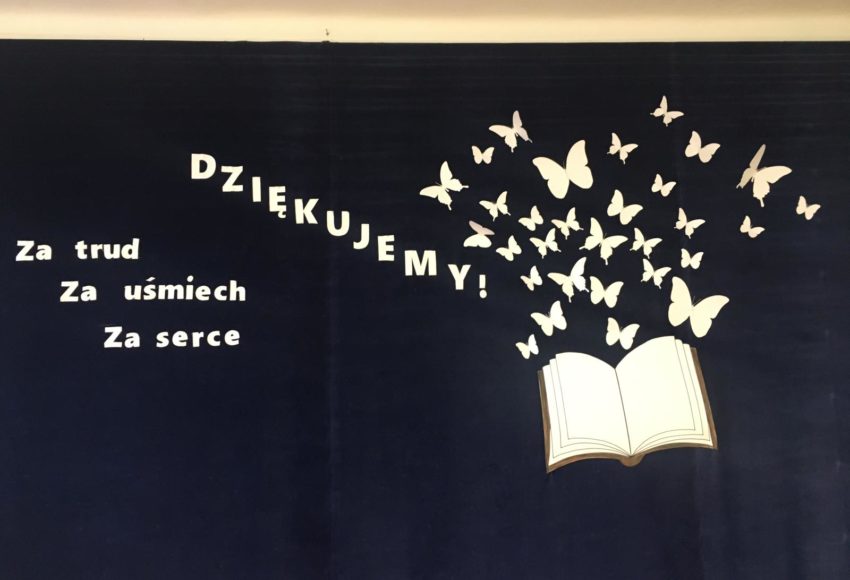 DZIĘKUJEMY!
Za trud
Za uśmiech
Za serce